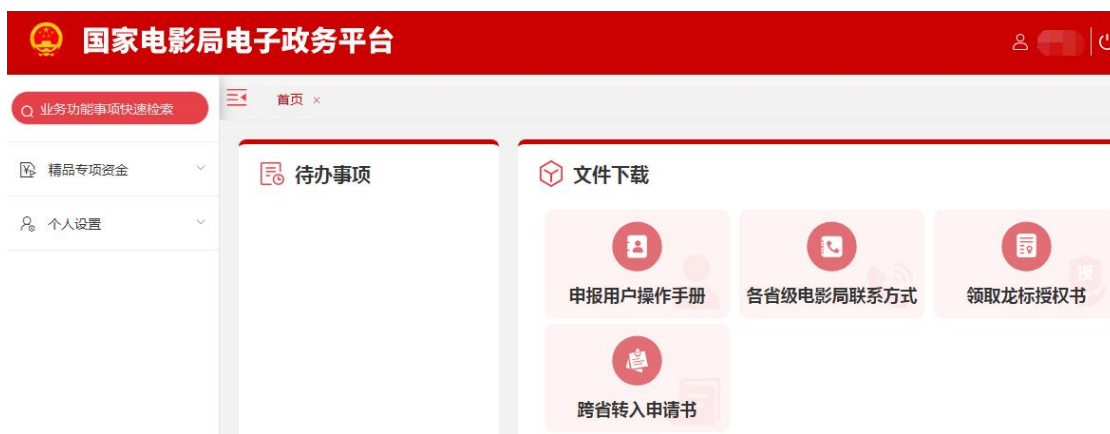 国家电影局电子政务平台
业务功能事项快速检索
首页 ×
精品专项资金
个人设置
待办事项
文件下载
申报用户操作手册
各省级电影局联系方式
领取龙标授权书
跨省转入申请书